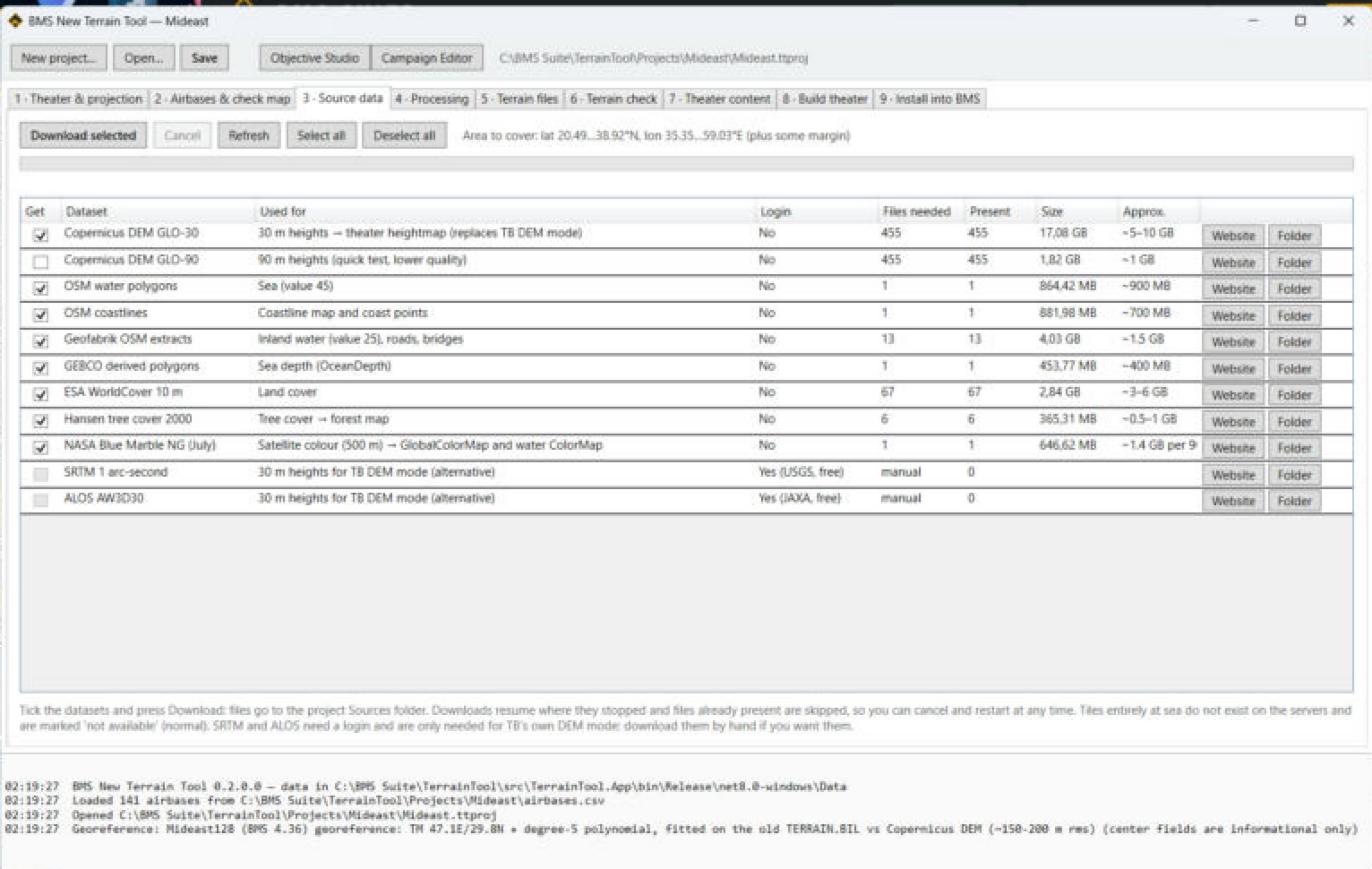 BMS New Terrain Tool — Mideast
New project... Open... Save Objective Studio Campaign Editor C:\BMS Suite\TerrainTool\Projects\Mideast\Mideast.ttproj
1 · Theater & projection 2 · Airbases & check map 3 · Source data 4 · Processing 5 · Terrain files 6 · Terrain check 7 · Theater content 8 · Build theater 9 · Install into BMS
Download selected Cancel Refresh Select all Deselect all Area to cover: lat 20.49...38.92°N, lon 35.35...59.03°E (plus some margin)
Get Dataset Used for Login Files needed Present Size Approx.
Copernicus DEM GLO-30 30 m heights → theater heightmap (replaces TB DEM mode) No 455 455 17,08 GB ~5–10 GB Website Folder
Copernicus DEM GLO-90 90 m heights (quick test, lower quality) No 455 455 1,82 GB ~1 GB Website Folder
OSM water polygons Sea (value 45) No 1 1 864,42 MB ~900 MB Website Folder
OSM coastlines Coastline map and coast points No 1 1 881,98 MB ~700 MB Website Folder
Geofabrik OSM extracts Inland water (value 25), roads, bridges No 13 13 4,03 GB ~1.5 GB Website Folder
GEBCO derived polygons Sea depth (OceanDepth) No 1 1 453,77 MB ~400 MB Website Folder
ESA WorldCover 10 m Land cover No 67 67 2,84 GB ~3–6 GB Website Folder
Hansen tree cover 2000 Tree cover → forest map No 6 6 365,31 MB ~0.5–1 GB Website Folder
NASA Blue Marble NG (July) Satellite colour (500 m) → GlobalColorMap and water ColorMap No 1 1 646,62 MB ~1.4 GB per 9 Website Folder
SRTM 1 arc-second 30 m heights for TB DEM mode (alternative) Yes (USGS, free) manual 0 Website Folder
ALOS AW3D30 30 m heights for TB DEM mode (alternative) Yes (JAXA, free) manual 0 Website Folder
Tick the datasets and press Download: files go to the project Sources folder. Downloads resume where they stopped and files already present are skipped, so you can cancel and restart at any time. Tiles entirely at sea do not exist on the servers and
are marked 'not available' (normal). SRTM and ALOS need a login and are only needed for TB's own DEM mode: download them by hand if you want them.
02:19:27 BMS New Terrain Tool 0.2.0.0 — data in C:\BMS Suite\TerrainTool\src\TerrainTool.App\bin\Release\net8.0-windows\Data
02:19:27 Loaded 141 airbases from C:\BMS Suite\TerrainTool\Projects\Mideast\airbases.csv
02:19:27 Opened C:\BMS Suite\TerrainTool\Projects\Mideast\Mideast.ttproj
02:19:27 Georeference: Mideast128 (BMS 4.36) georeference: TM 47.1E/29.8N + degree-5 polynomial, fitted on the old TERRAIN.BIL vs Copernicus DEM (~150-200 m rms) (center fields are informational only)